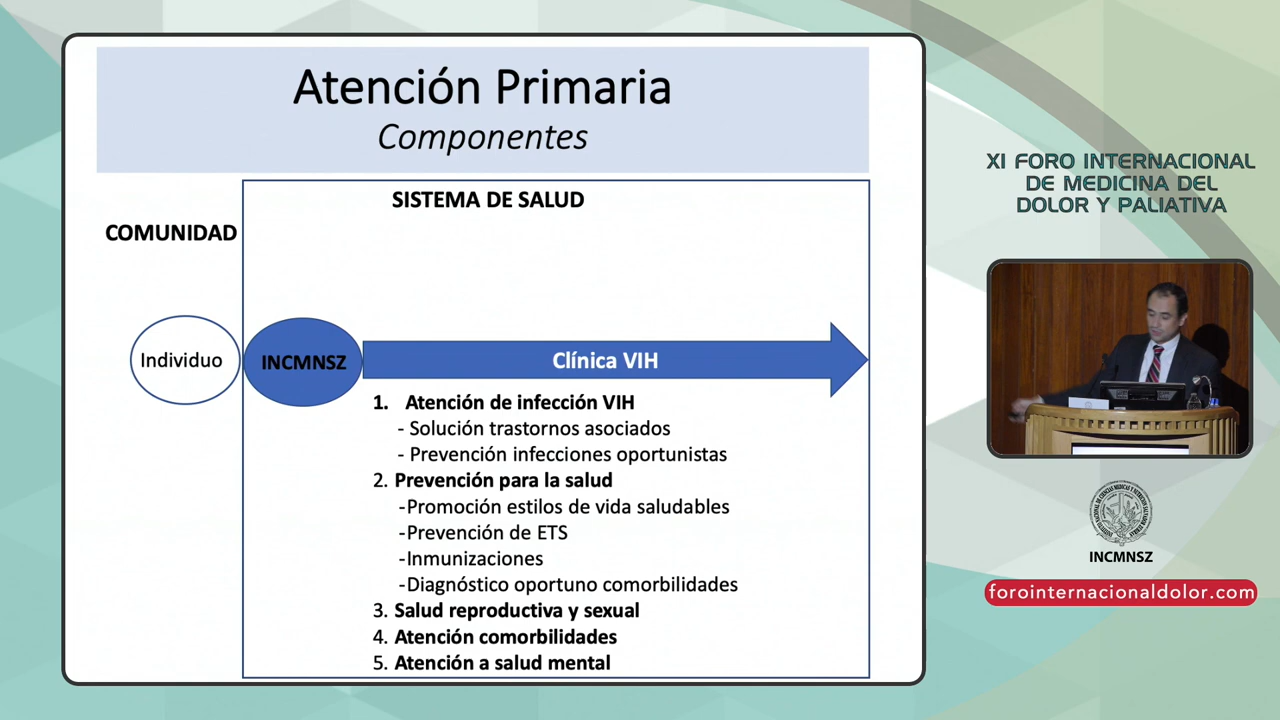 Atención Primaria
Componentes
SISTEMA DE SALUD
COMUNIDAD
Individuo
INCMNSZ
Clínica VIH
1. Atención de infección VIH
- Solución trastornos asociados
- Prevención infecciones oportunistas
2. Prevención para la salud
-Promoción estilos de vida saludables
-Prevención de ETS
-Inmunizaciones
-Diagnóstico oportuno comorbilidades
3. Salud reproductiva y sexual
4. Atención comorbilidades
5. Atención a salud mental
XI FORO INTERNACIONAL
DE MEDICINA DEL
DOLOR Y PALIATIVA
INCMNSZ
forointernacionaldolor.com